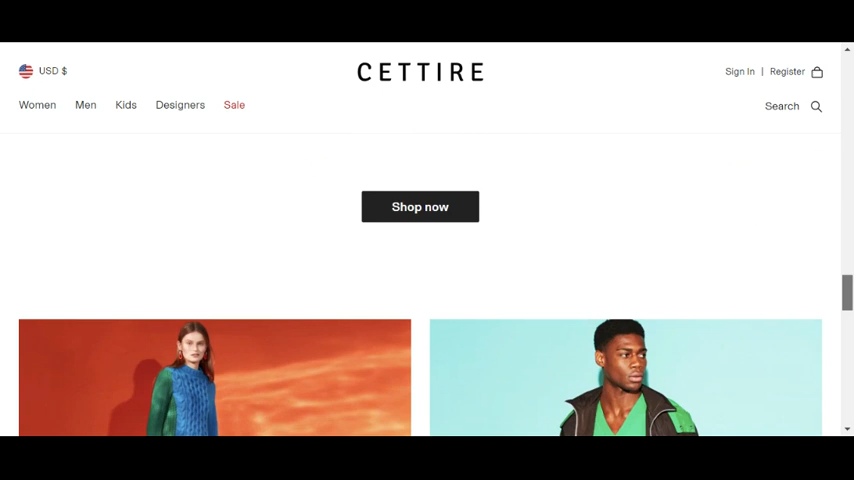 USD $
CETTIRE
Sign In | Register
Women Men Kids Designers Sale
Search
Shop now